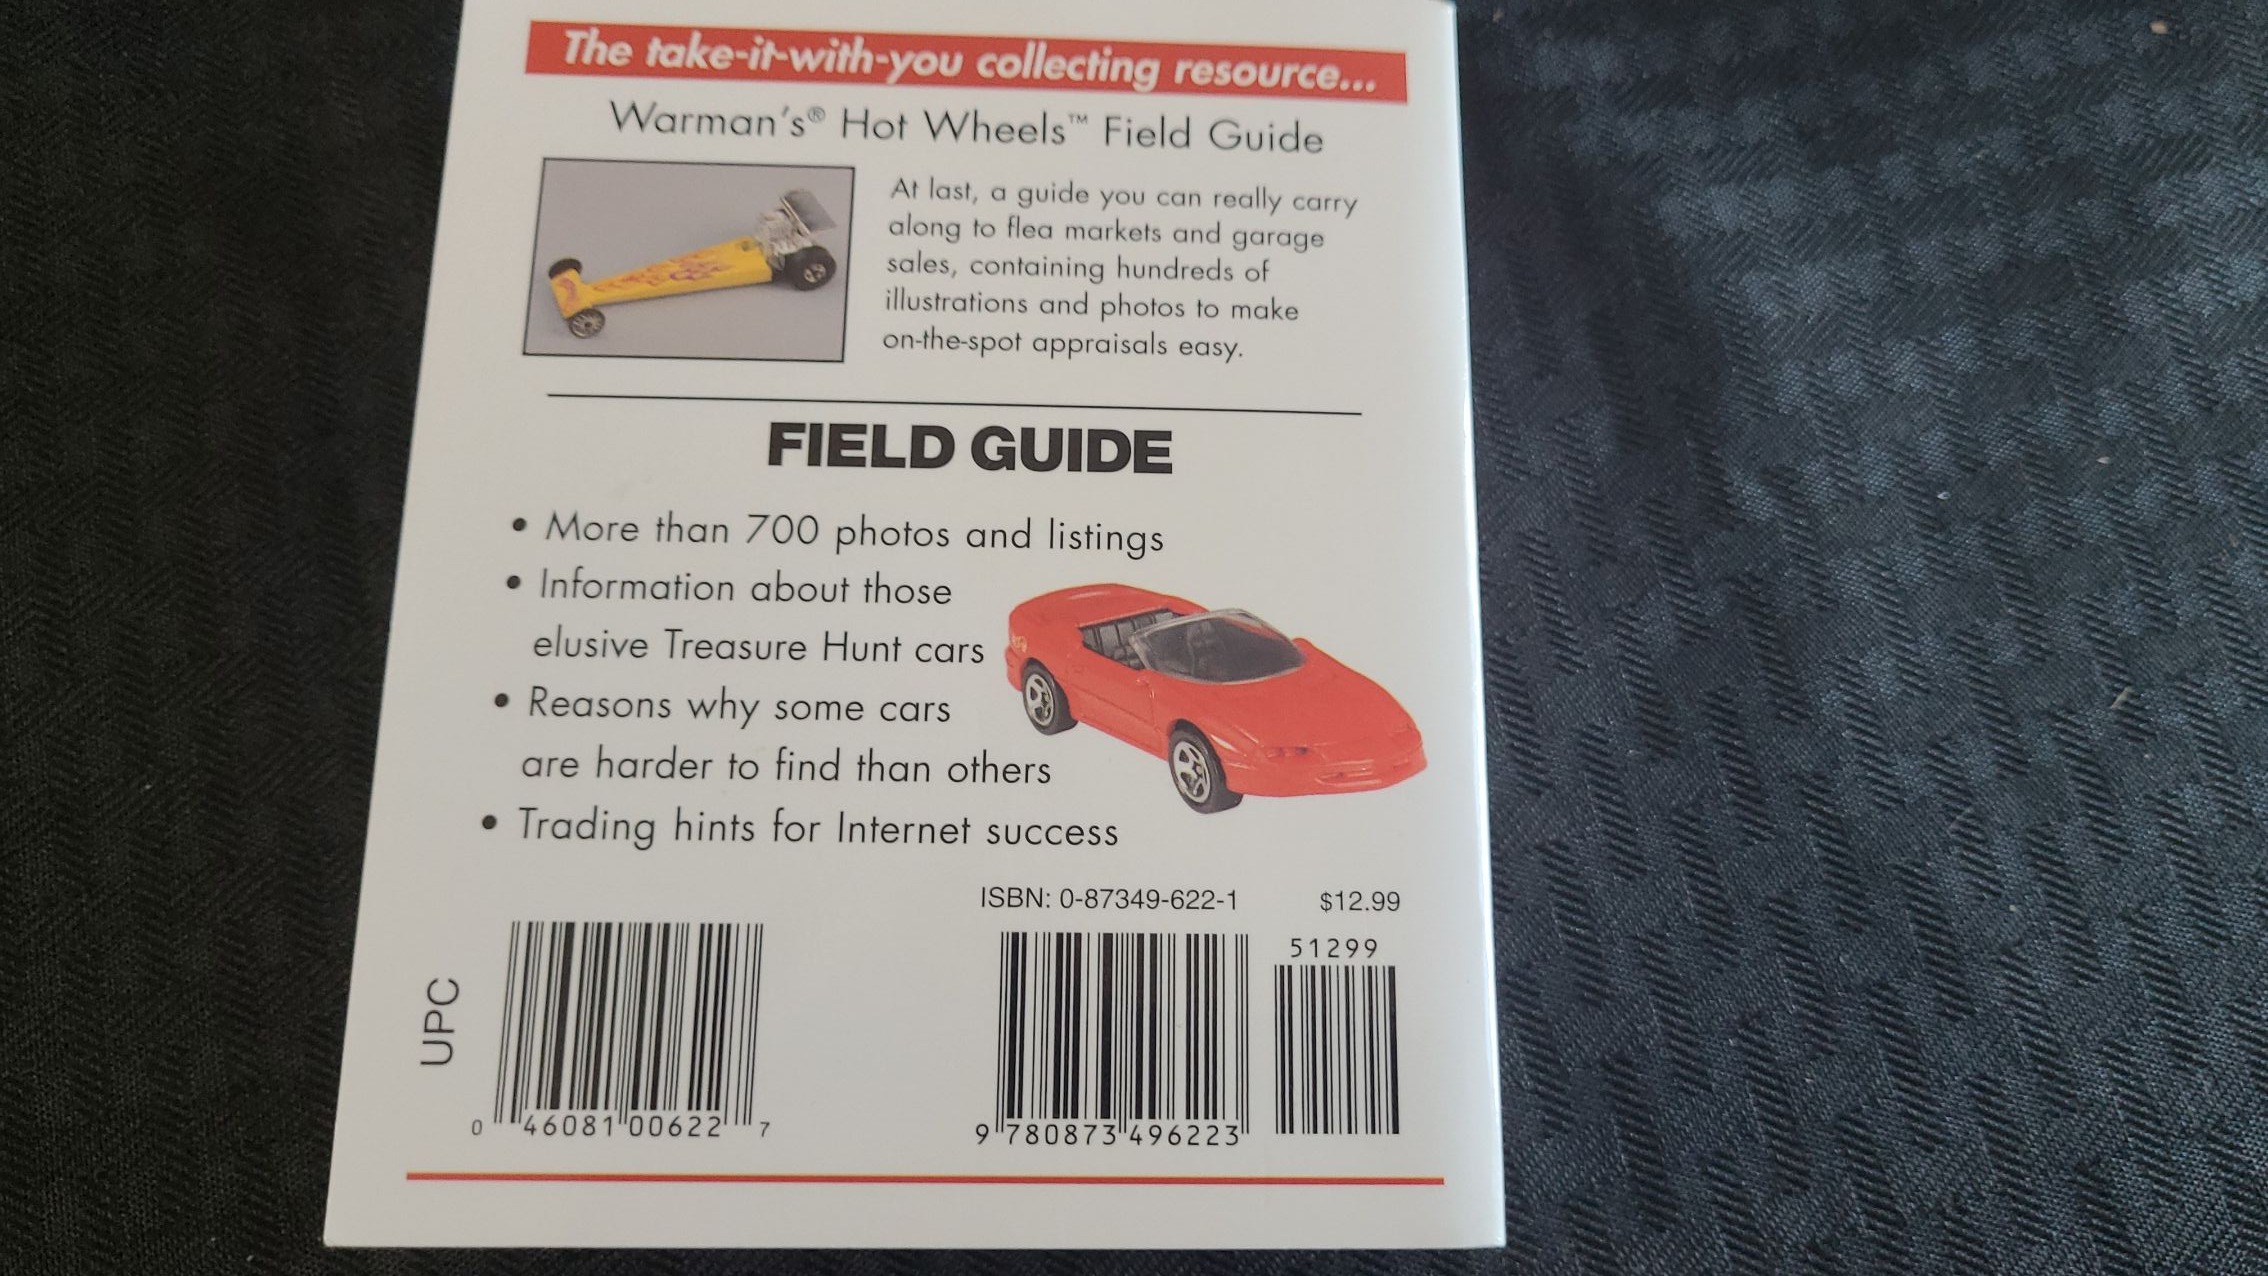 The take-it-with-you collecting resource...
Warman's® Hot Wheels™ Field Guide
At last, a guide you can really carry
along to flea markets and garage
sales, containing hundreds of
illustrations and photos to make
on-the-spot appraisals easy.
FIELD GUIDE
• More than 700 photos and listings
• Information about those
elusive Treasure Hunt cars
• Reasons why some cars
are harder to find than others
• Trading hints for Internet success
ISBN: 0-87349-622-1 $12.99
51299
UPC
0 46081 00622 7
9 780873 496223